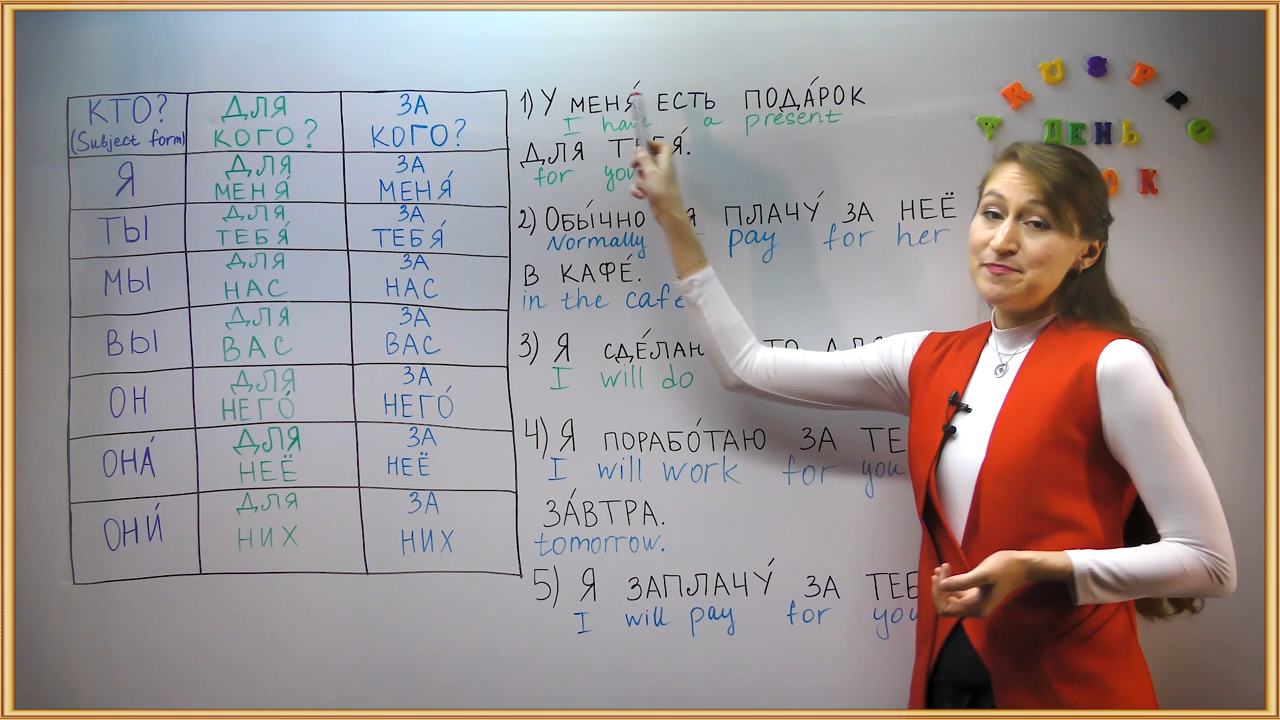 КТО? ДЛЯ КОГО? ЗА КОГО?
(Subject form)
Я ДЛЯ МЕНЯ́ ЗА МЕНЯ́
ТЫ ДЛЯ ТЕБЯ́ ЗА ТЕБЯ́
МЫ ДЛЯ НАС ЗА НАС
ВЫ ДЛЯ ВАС ЗА ВАС
ОН ДЛЯ НЕГО́ ЗА НЕГО́
ОНА́ ДЛЯ НЕЁ ЗА НЕЁ
ОНИ́ ДЛЯ НИХ ЗА НИХ
1) У МЕНЯ́ ЕСТЬ ПОДА́РОК
I a present
ДЛЯ
for
2) ОБЫ́ЧНО Я ПЛАЧУ́ ЗА НЕЁ
Normally pay for her
В КАФЕ́.
in the cafe
3) Я
I will do
4) Я ПОРАБО́ТАЮ ЗА
I will work for you
ЗА́ВТРА.
tomorrow.
5) Я ЗАПЛАЧУ́ ЗА
I will pay for
RUSPRO
ДЕНЬ